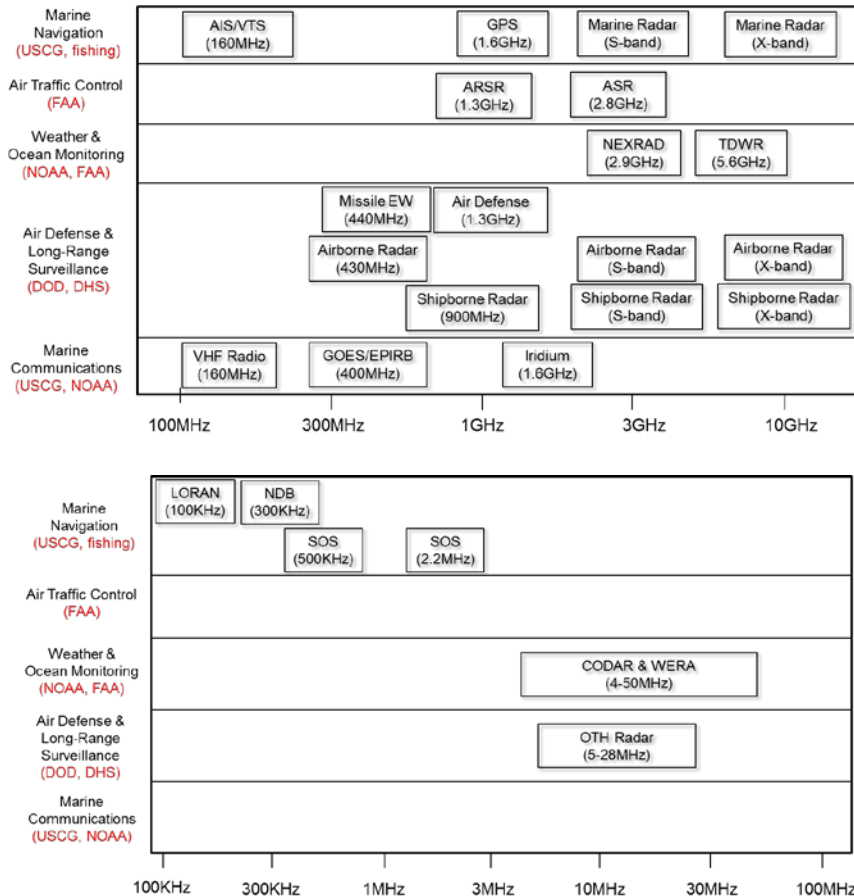 Marine
Navigation
(USCG, fishing)
AIS/VTS
(160MHz)
GPS
(1.6GHz)
Marine Radar
(S-band)
Marine Radar
(X-band)
Air Traffic Control
(FAA)
ARSR
(1.3GHz)
ASR
(2.8GHz)
Weather &
Ocean Monitoring
(NOAA, FAA)
NEXRAD
(2.9GHz)
TDWR
(5.6GHz)
Air Defense &
Long-Range
Surveillance
(DOD, DHS)
Missile EW
(440MHz)
Air Defense
(1.3GHz)
Airborne Radar
(430MHz)
Airborne Radar
(S-band)
Airborne Radar
(X-band)
Shipborne Radar
(900MHz)
Shipborne Radar
(S-band)
Shipborne Radar
(X-band)
Marine
Communications
(USCG, NOAA)
VHF Radio
(160MHz)
GOES/EPIRB
(400MHz)
Iridium
(1.6GHz)
100MHz 300MHz 1GHz 3GHz 10GHz
Marine
Navigation
(USCG, fishing)
LORAN
(100KHz)
NDB
(300KHz)
SOS
(500KHz)
SOS
(2.2MHz)
Air Traffic Control
(FAA)
Weather &
Ocean Monitoring
(NOAA, FAA)
CODAR & WERA
(4-50MHz)
Air Defense &
Long-Range
Surveillance
(DOD, DHS)
OTH Radar
(5-28MHz)
Marine
Communications
(USCG, NOAA)
100KHz 300KHz 1MHz 3MHz 10MHz 30MHz 100MHz